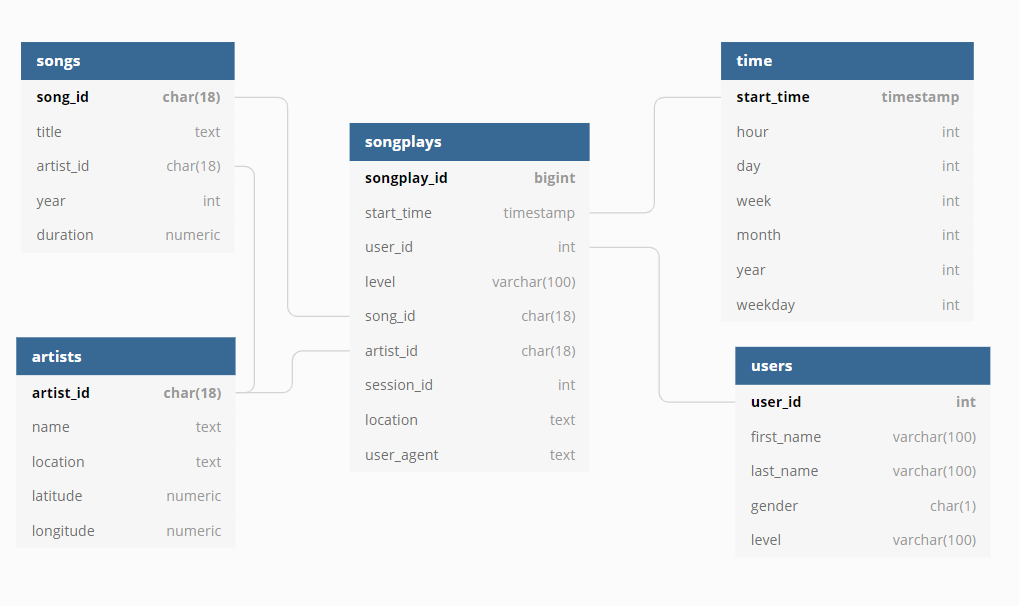 songs
song_id char(18)
title text
artist_id char(18)
year int
duration numeric
artists
artist_id char(18)
name text
location text
latitude numeric
longitude numeric
songplays
songplay_id bigint
start_time timestamp
user_id int
level varchar(100)
song_id char(18)
artist_id char(18)
session_id int
location text
user_agent text
time
start_time timestamp
hour int
day int
week int
month int
year int
weekday int
users
user_id int
first_name varchar(100)
last_name varchar(100)
gender char(1)
level varchar(100)